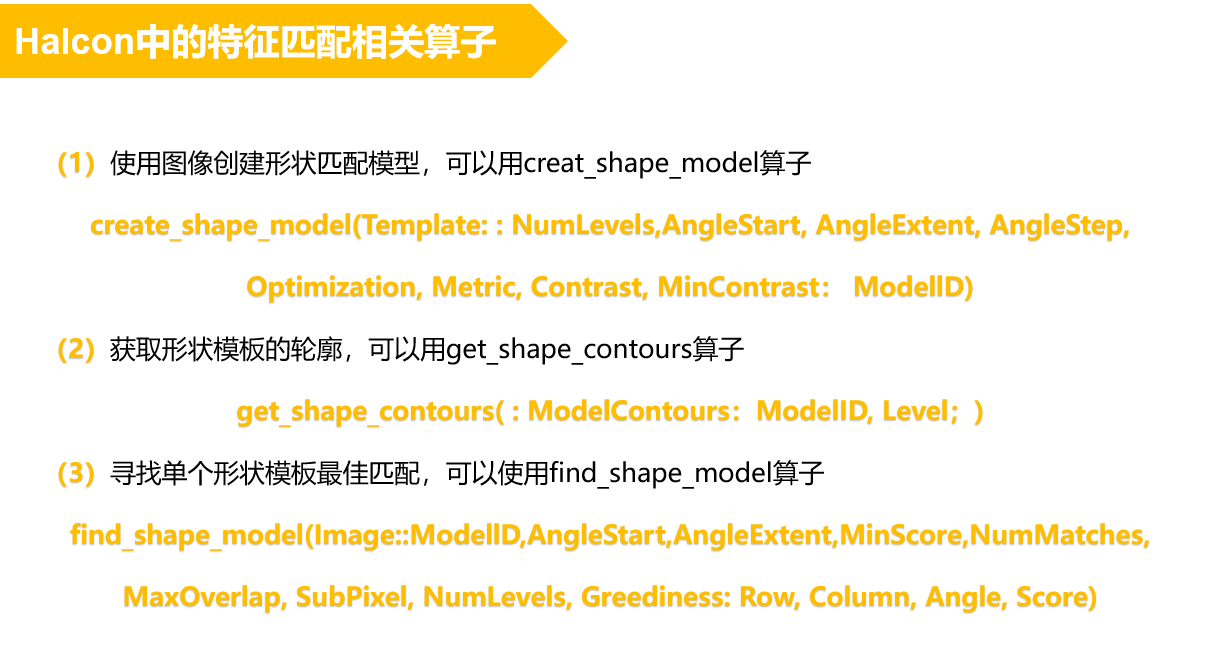 Halcon中的特征匹配相关算子
(1) 使用图像创建形状匹配模型，可以用creat_shape_model算子
create_shape_model(Template: : NumLevels,AngleStart, AngleExtent, AngleStep,
Optimization, Metric, Contrast, MinContrast： ModelID)
(2) 获取形状模板的轮廓，可以用get_shape_contours算子
get_shape_contours( : ModelContours：ModelID, Level；)
(3) 寻找单个形状模板最佳匹配，可以使用find_shape_model算子
find_shape_model(Image::ModelID,AngleStart,AngleExtent,MinScore,NumMatches,
MaxOverlap, SubPixel, NumLevels, Greediness: Row, Column, Angle, Score)